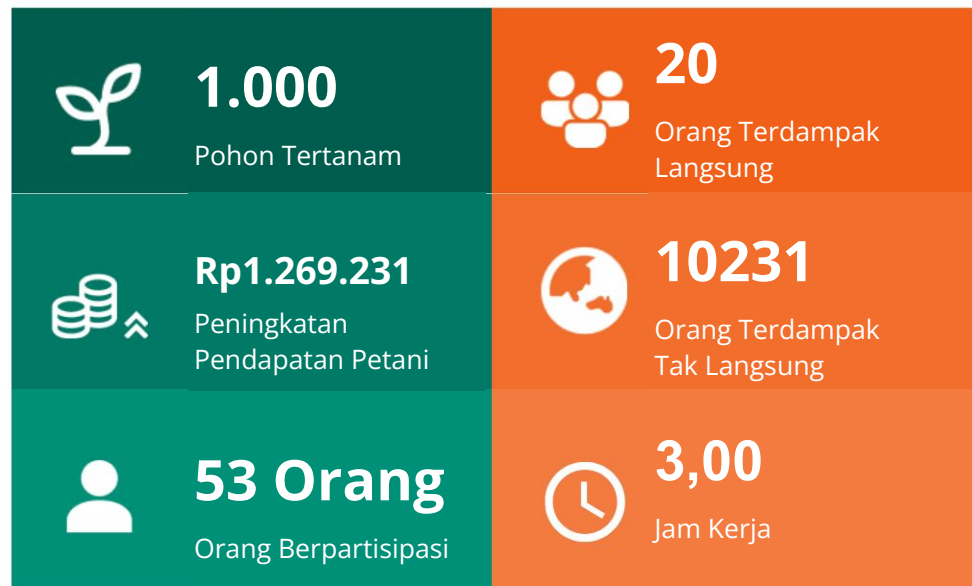 1.000
Pohon Tertanam
20
Orang Terdampak
Langsung
Rp1.269.231
Peningkatan
Pendapatan Petani
10231
Orang Terdampak
Tak Langsung
53 Orang
Orang Berpartisipasi
3,00
Jam Kerja